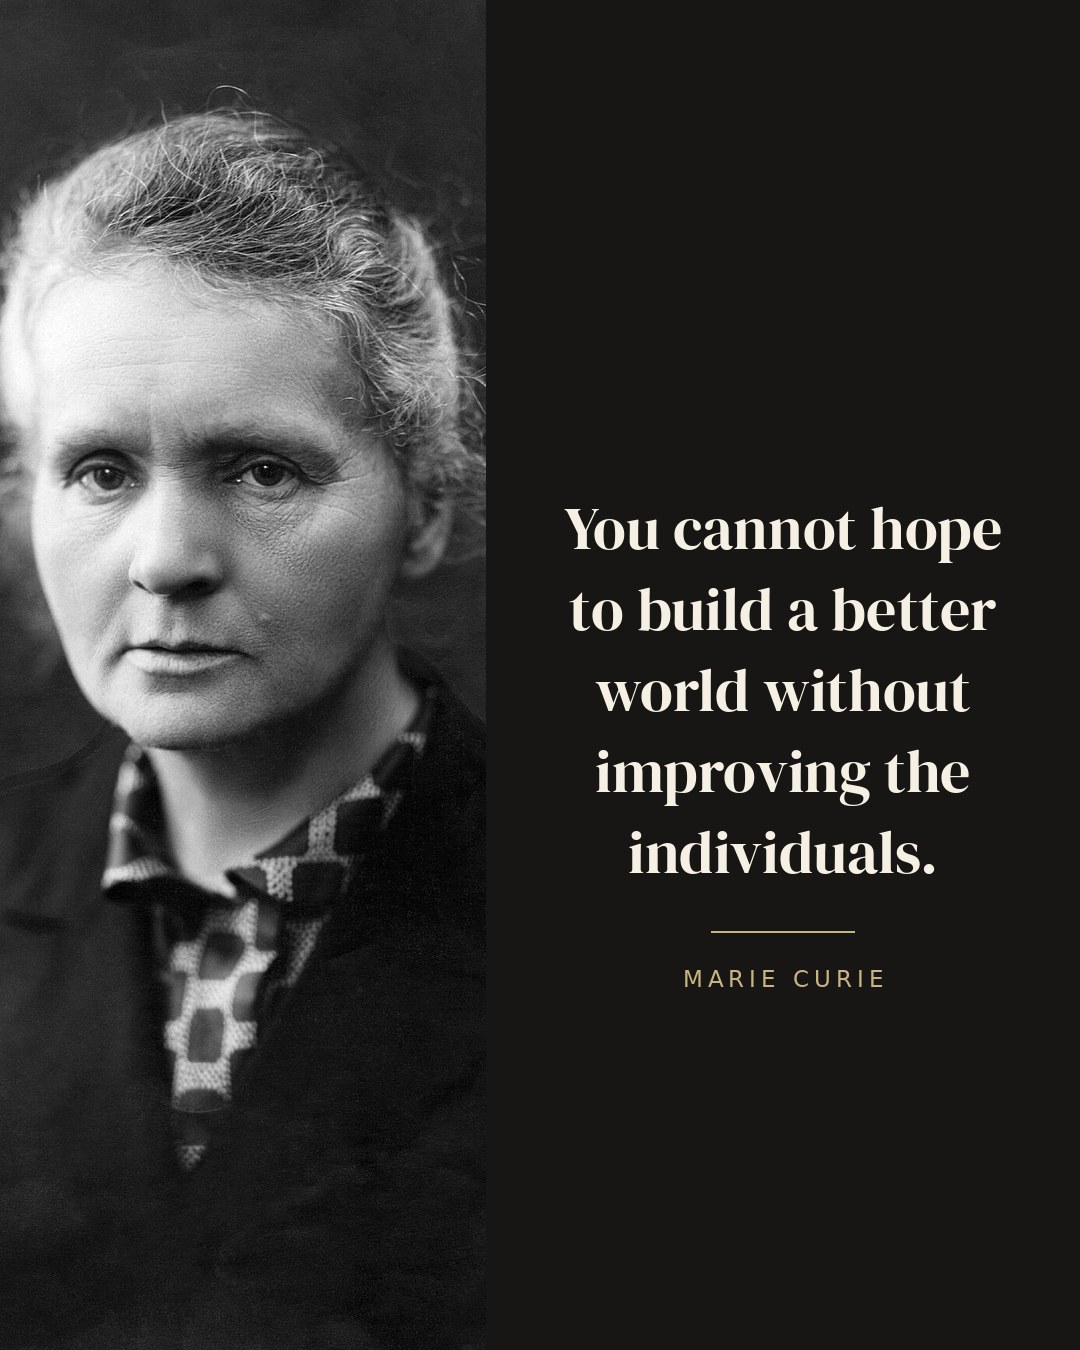 You cannot hope
to build a better
world without
improving the
individuals.
MARIE CURIE